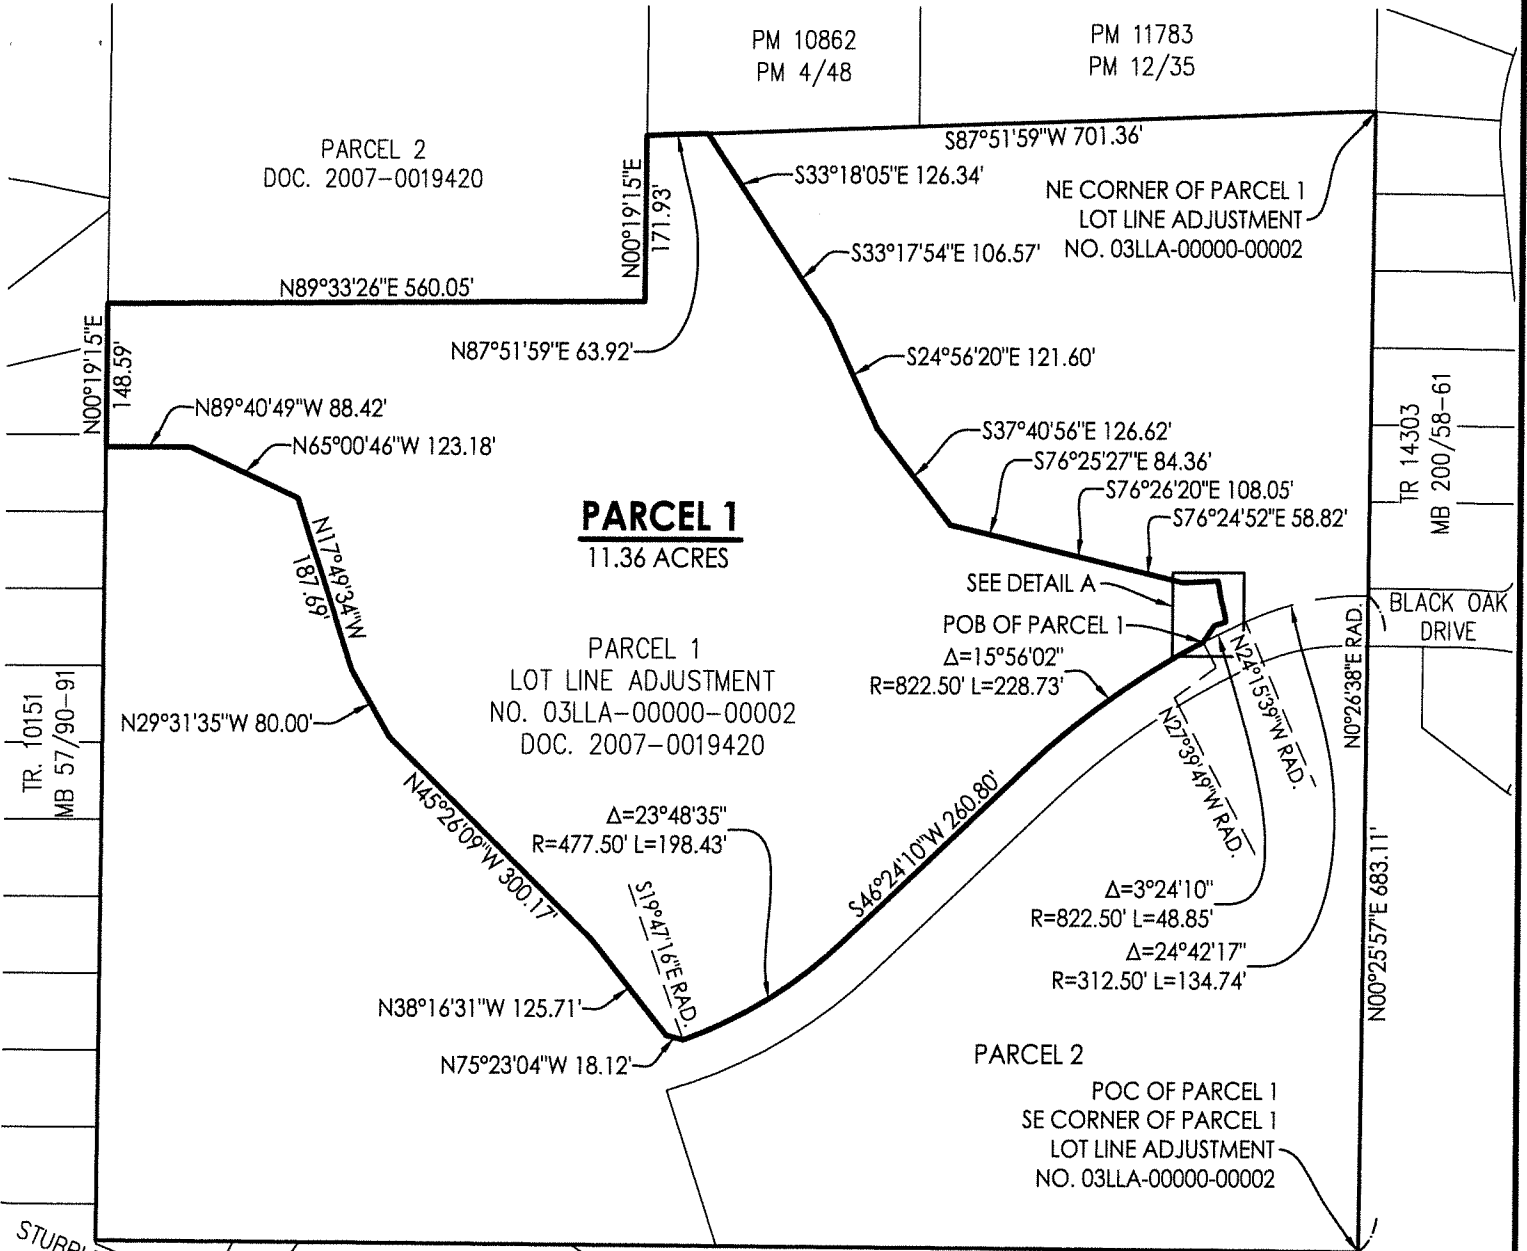 PM 10862
PM 4/48
PM 11783
PM 12/35
PARCEL 2
DOC. 2007-0019420
S87°51'59"W 701.36'
N00°19'15"E
171.93'
S33°18'05"E 126.34'
NE CORNER OF PARCEL 1
LOT LINE ADJUSTMENT
NO. 03LLA-00000-00002
S33°17'54"E 106.57'
N89°33'26"E 560.05'
N87°51'59"E 63.92'
S24°56'20"E 121.60'
N00°19'15"E
148.59'
N89°40'49"W 88.42'
N65°00'46"W 123.18'
S37°40'56"E 126.62'
S76°25'27"E 84.36'
S76°26'20"E 108.05'
S76°24'52"E 58.82'
TR 14303
MB 200/58-61
PARCEL 1
11.36 ACRES
N17°49'34"W
187.69'
SEE DETAIL A
POB OF PARCEL 1
BLACK OAK
DRIVE
Δ=15°56'02"
R=822.50' L=228.73'
PARCEL 1
LOT LINE ADJUSTMENT
NO. 03LLA-00000-00002
DOC. 2007-0019420
N24°15'39"W RAD.
N27°39'49"W RAD.
N0°26'38"E RAD.
TR. 10151
MB 57/90-91
N29°31'35"W 80.00'
N45°26'09"W 300.17'
Δ=23°48'35"
R=477.50' L=198.43'
S46°24'10"W 260.80'
Δ=3°24'10"
R=822.50' L=48.85'
Δ=24°42'17"
R=312.50' L=134.74'
N00°25'57"E 683.11'
S19°47'16"E RAD.
N38°16'31"W 125.71'
N75°23'04"W 18.12'
PARCEL 2
POC OF PARCEL 1
SE CORNER OF PARCEL 1
LOT LINE ADJUSTMENT
NO. 03LLA-00000-00002